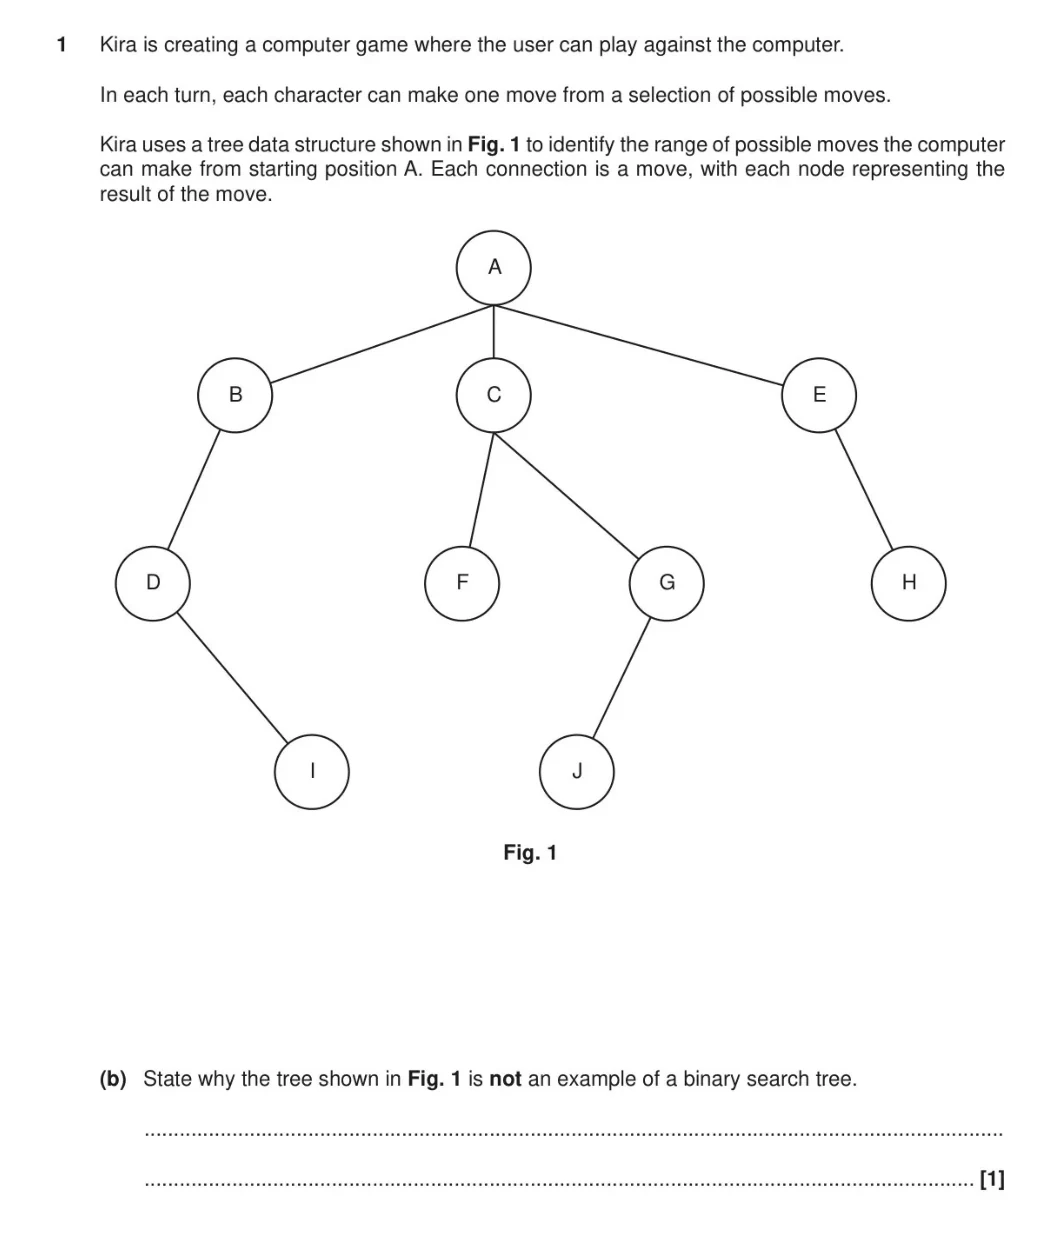 1 Kira is creating a computer game where the user can play against the computer.
In each turn, each character can make one move from a selection of possible moves.
Kira uses a tree data structure shown in Fig. 1 to identify the range of possible moves the computer
can make from starting position A. Each connection is a move, with each node representing the
result of the move.
A
B C E
D F G H
I J
Fig. 1
(b) State why the tree shown in Fig. 1 is not an example of a binary search tree.
[1]